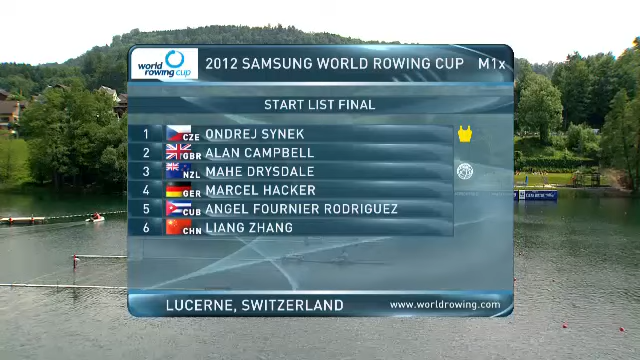 world rowing cup
2012 SAMSUNG WORLD ROWING CUP M1x
START LIST FINAL
1 CZE ONDREJ SYNEK
2 GBR ALAN CAMPBELL
3 NZL MAHE DRYSDALE
4 GER MARCEL HACKER
5 CUB ANGEL FOURNIER RODRIGUEZ
6 CHN LIANG ZHANG
LUCERNE, SWITZERLAND www.worldrowing.com